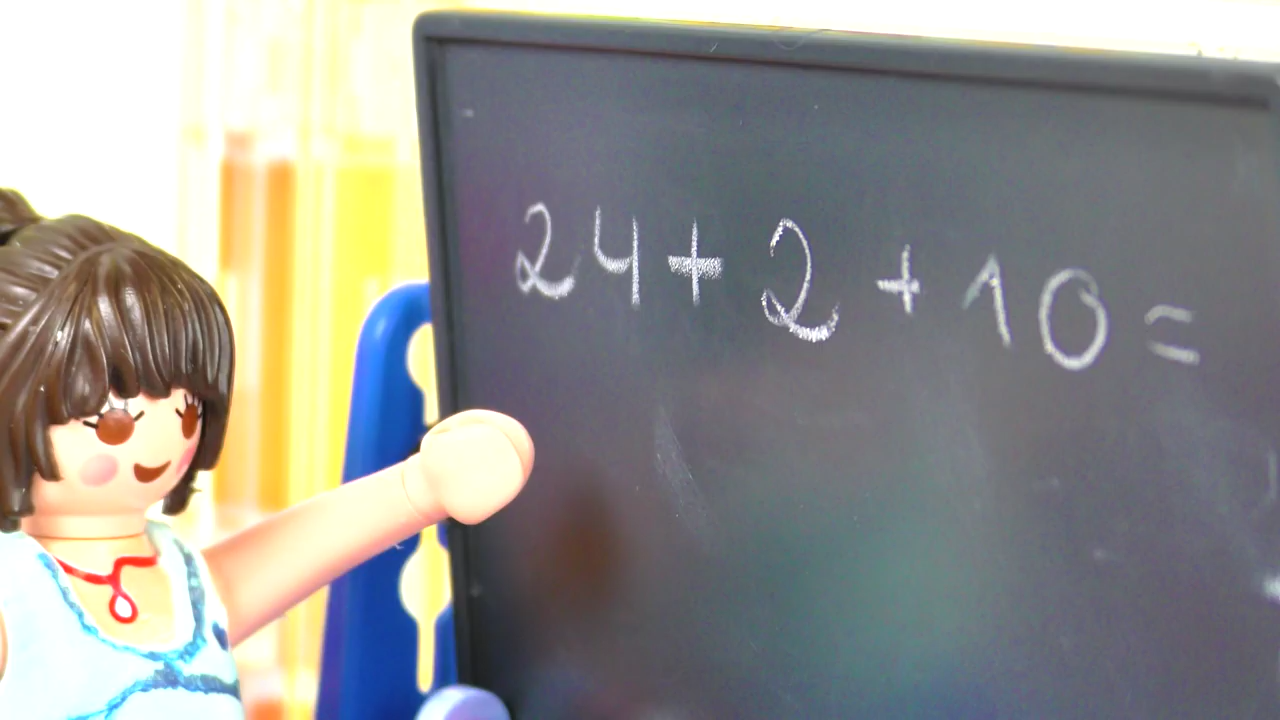 24 + 2 + 10 =